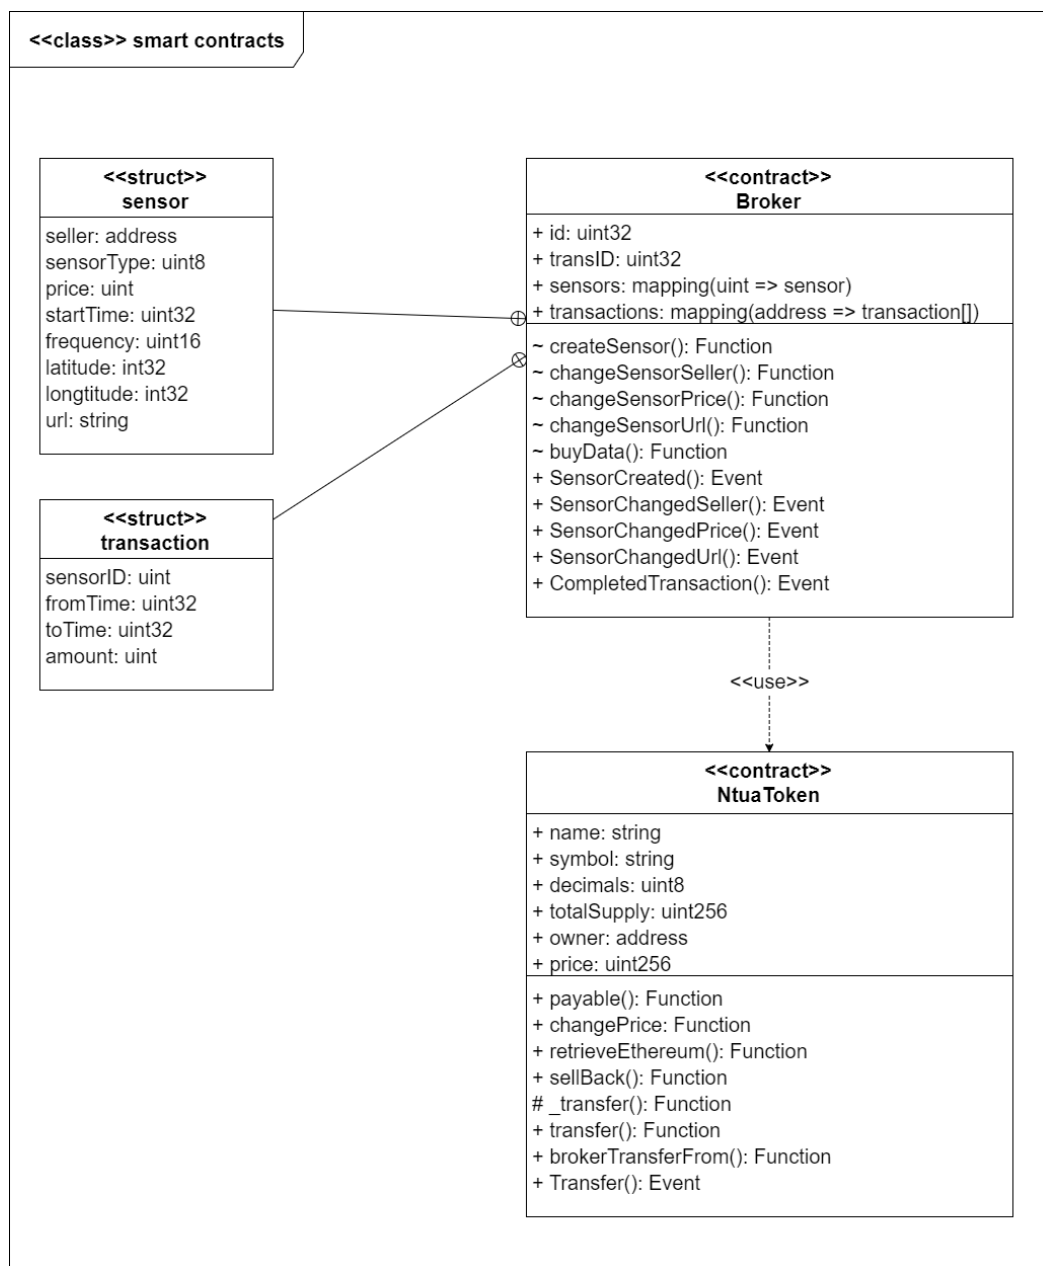 <<class>> smart contracts
<<struct>>
sensor
seller: address
sensorType: uint8
price: uint
startTime: uint32
frequency: uint16
latitude: int32
longtitude: int32
url: string
<<struct>>
transaction
sensorID: uint
fromTime: uint32
toTime: uint32
amount: uint
<<contract>>
Broker
+ id: uint32
+ transID: uint32
+ sensors: mapping(uint => sensor)
+ transactions: mapping(address => transaction[])
~ createSensor(): Function
~ changeSensorSeller(): Function
~ changeSensorPrice(): Function
~ changeSensorUrl(): Function
~ buyData(): Function
+ SensorCreated(): Event
+ SensorChangedSeller(): Event
+ SensorChangedPrice(): Event
+ SensorChangedUrl(): Event
+ CompletedTransaction(): Event
<<use>>
<<contract>>
NtuaToken
+ name: string
+ symbol: string
+ decimals: uint8
+ totalSupply: uint256
+ owner: address
+ price: uint256
+ payable(): Function
+ changePrice: Function
+ retrieveEthereum(): Function
+ sellBack(): Function
# _transfer(): Function
+ transfer(): Function
+ brokerTransferFrom(): Function
+ Transfer(): Event